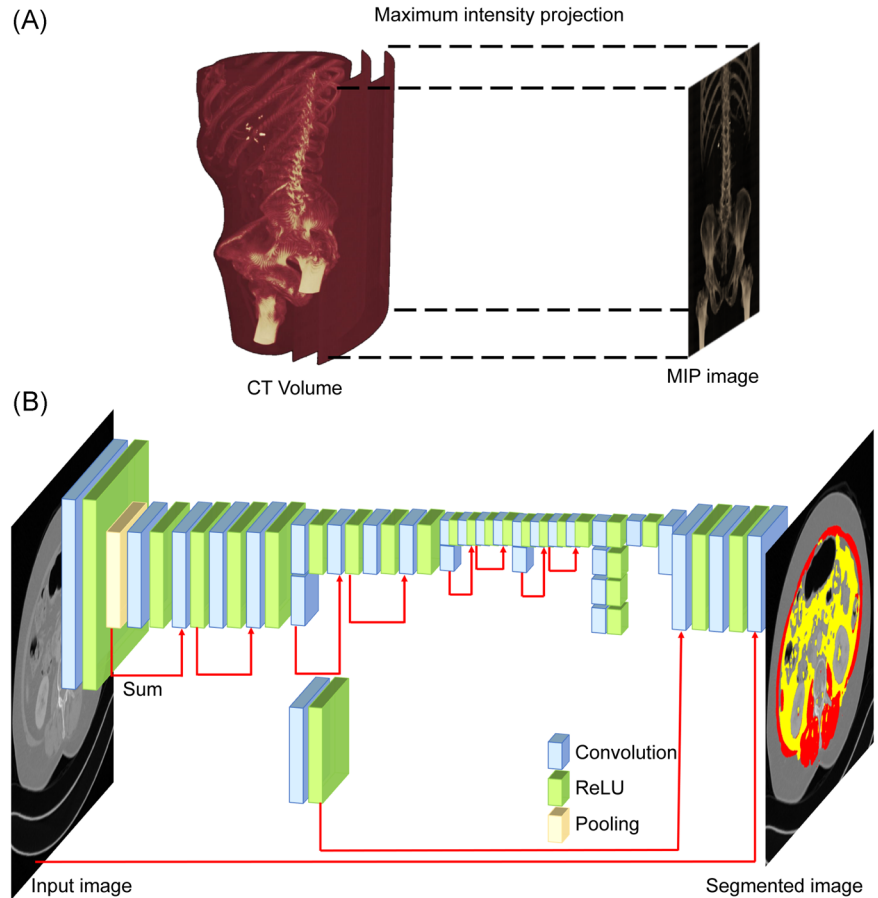 (A)
Maximum intensity projection
CT Volume
MIP image
(B)
Sum
Convolution
ReLU
Pooling
Input image
Segmented image